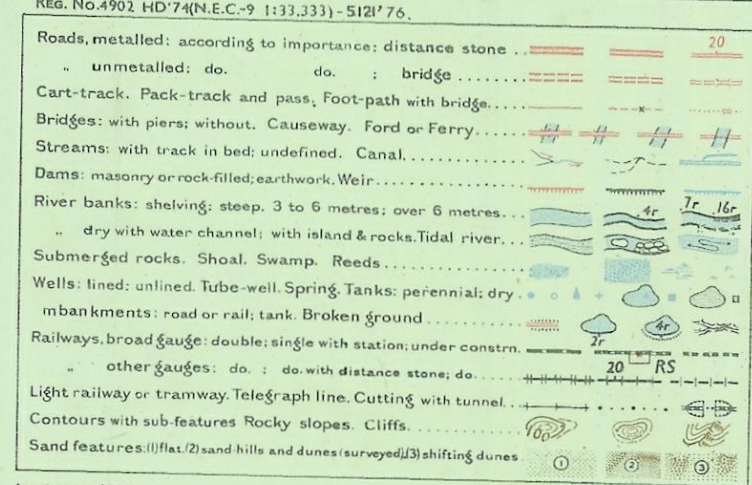 REG. No.4902 HD'74(N.E.C.-9 1:33,333)-5121'76.
Roads, metalled: according to importance: distance stone .. 20
„ unmetalled: do. do. : bridge .......
Cart-track. Pack-track and pass, Foot-path with bridge....
Bridges: with piers; without. Causeway. Ford or Ferry......
Streams: with track in bed; undefined. Canal...............
Dams: masonry or rock-filled; earthwork. Weir..............
River banks: shelving: steep. 3 to 6 metres; over 6 metres... 4r 7r 16r
„ dry with water channel; with island & rocks. Tidal river...
Submerged rocks. Shoal. Swamp. Reeds ................
Wells: lined: unlined. Tube-well. Spring. Tanks: perennial; dry .
mbankments: road or rail; tank. Broken ground ............ 2r 4r
Railways, broad gauge: double; single with station; under constrn.
„ other gauges: do. : do. with distance stone; do..... 20 RS
Light railway or tramway. Telegraph line. Cutting with tunnel...
Contours with sub-features Rocky slopes. Cliffs............
Sand features:(1)flat.(2)sand-hills and dunes(surveyed).(3)shifting dunes 1 2 3